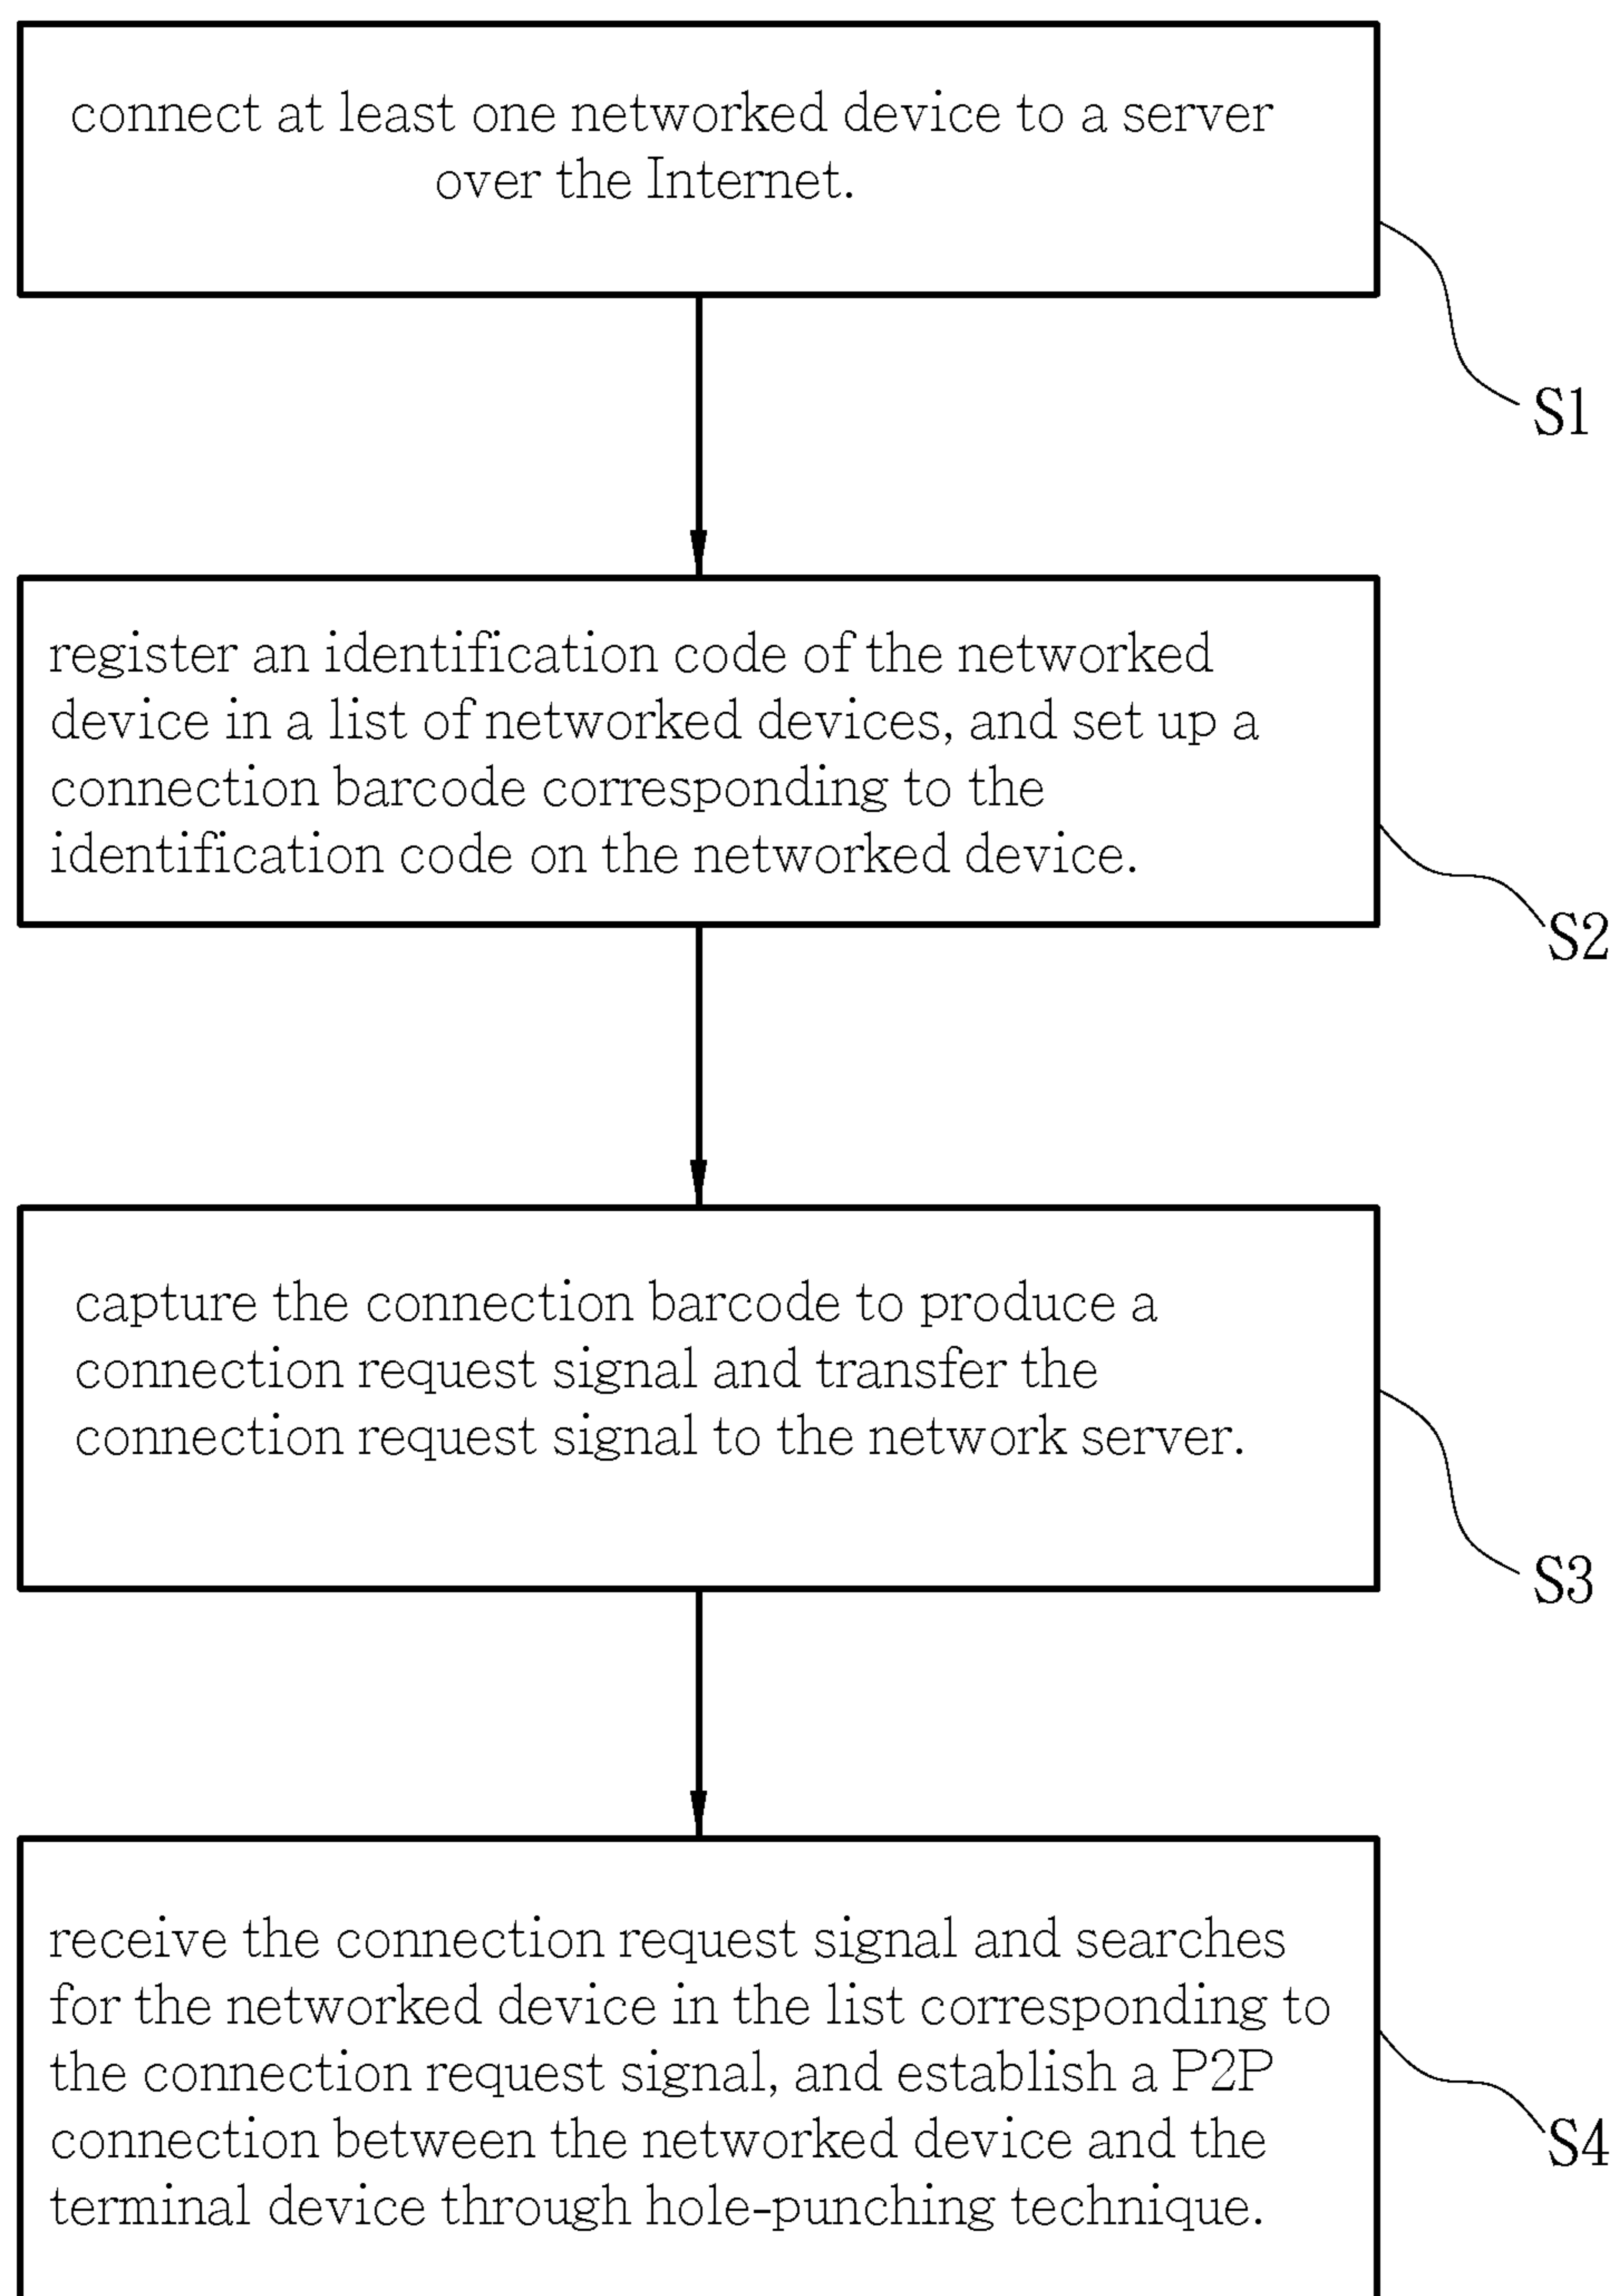 connect at least one networked device to a server
over the Internet.
S1
register an identification code of the networked
device in a list of networked devices, and set up a
connection barcode corresponding to the
identification code on the networked device.
S2
capture the connection barcode to produce a
connection request signal and transfer the
connection request signal to the network server.
S3
receive the connection request signal and searches
for the networked device in the list corresponding to
the connection request signal, and establish a P2P
connection between the networked device and the
terminal device through hole-punching technique.
S4